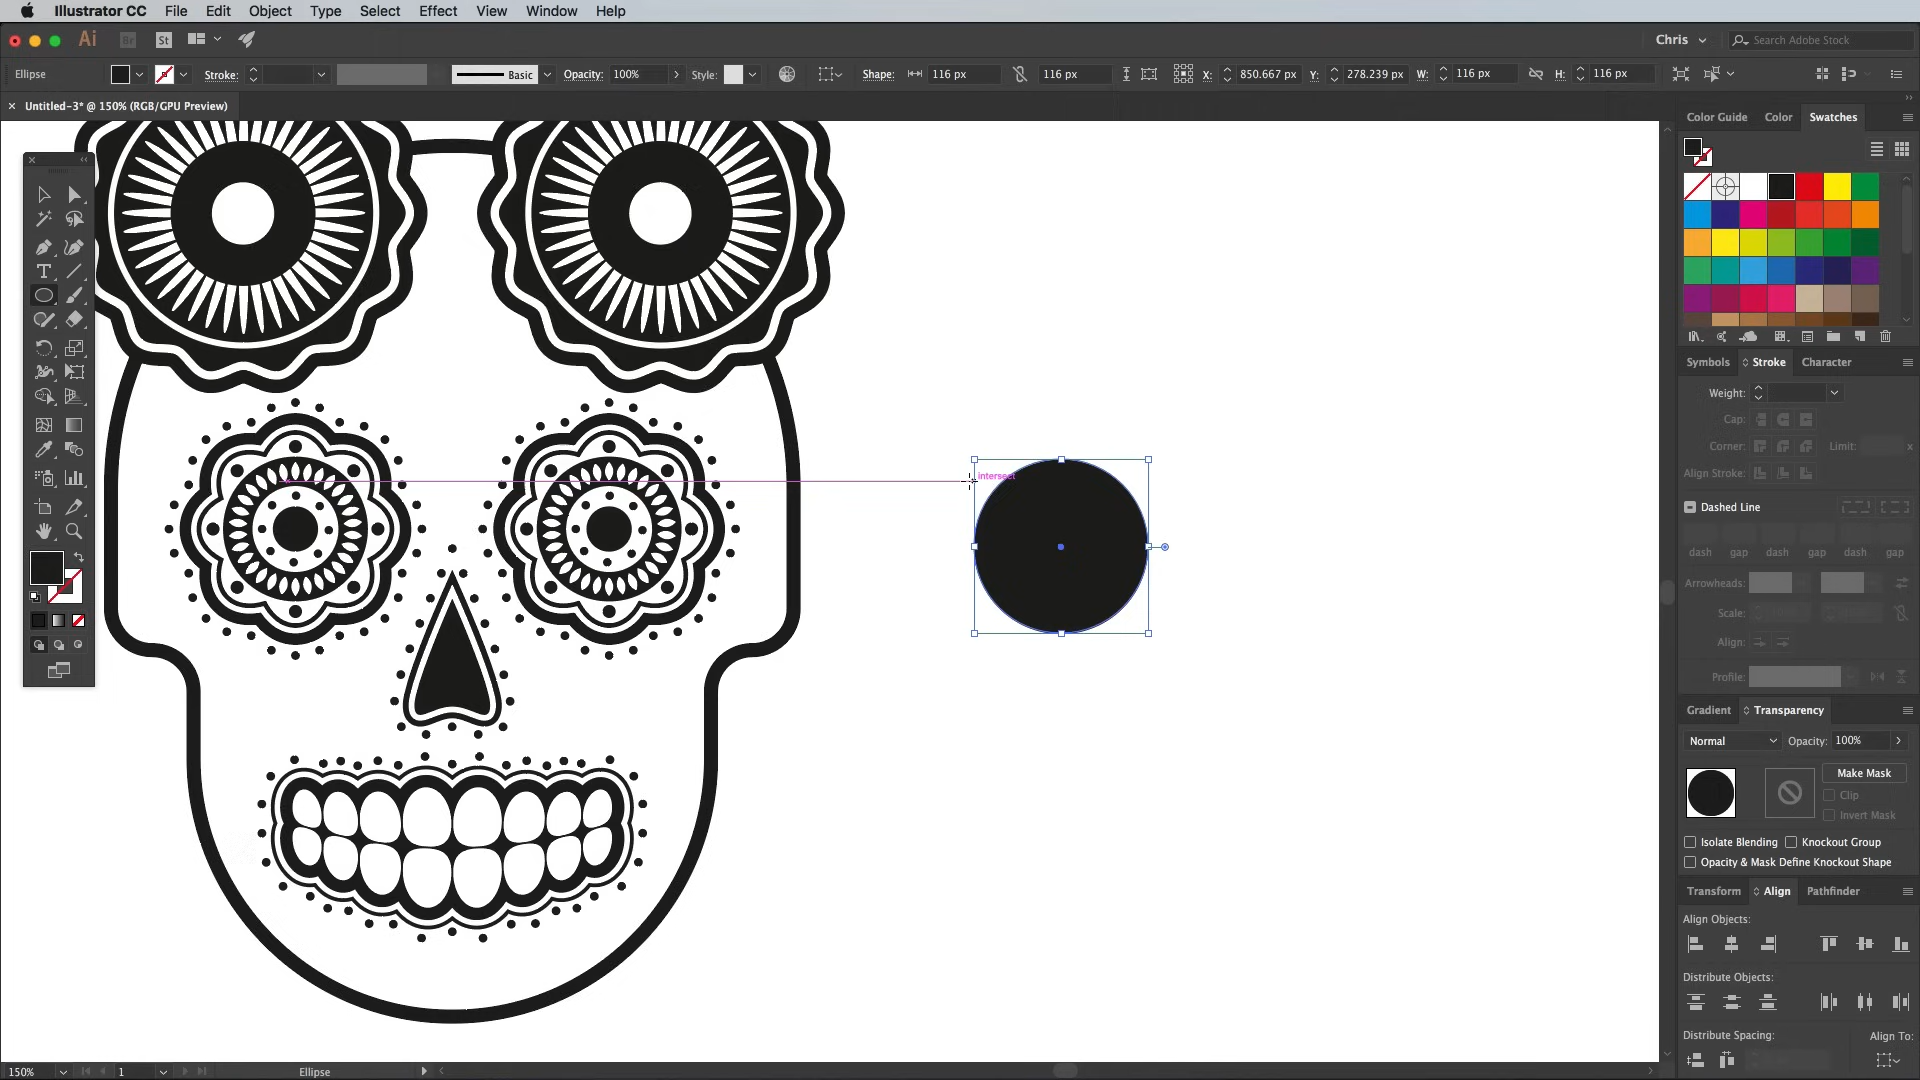 Illustrator CC File Edit Object Type Select Effect View Window Help
Ai Br St Chris Search Adobe Stock
Ellipse Stroke: Basic Opacity: 100% Style: Shape: 116 px 116 px X: 850.667 px Y: 278.239 px W: 116 px H: 116 px
Untitled-3* @ 150% (RGB/GPU Preview)
Color Guide Color Swatches
Symbols Stroke Character
Weight:
Cap:
Corner: Limit: x
Align Stroke:
intersect
Dashed Line
dash gap dash gap dash gap
Arrowheads:
Scale:
Align:
Profile:
Gradient Transparency
Normal Opacity: 100%
Make Mask
Clip
Invert Mask
Isolate Blending Knockout Group
Opacity & Mask Define Knockout Shape
Transform Align Pathfinder
Align Objects:
Distribute Objects:
Distribute Spacing: Align To:
150% 1 Ellipse